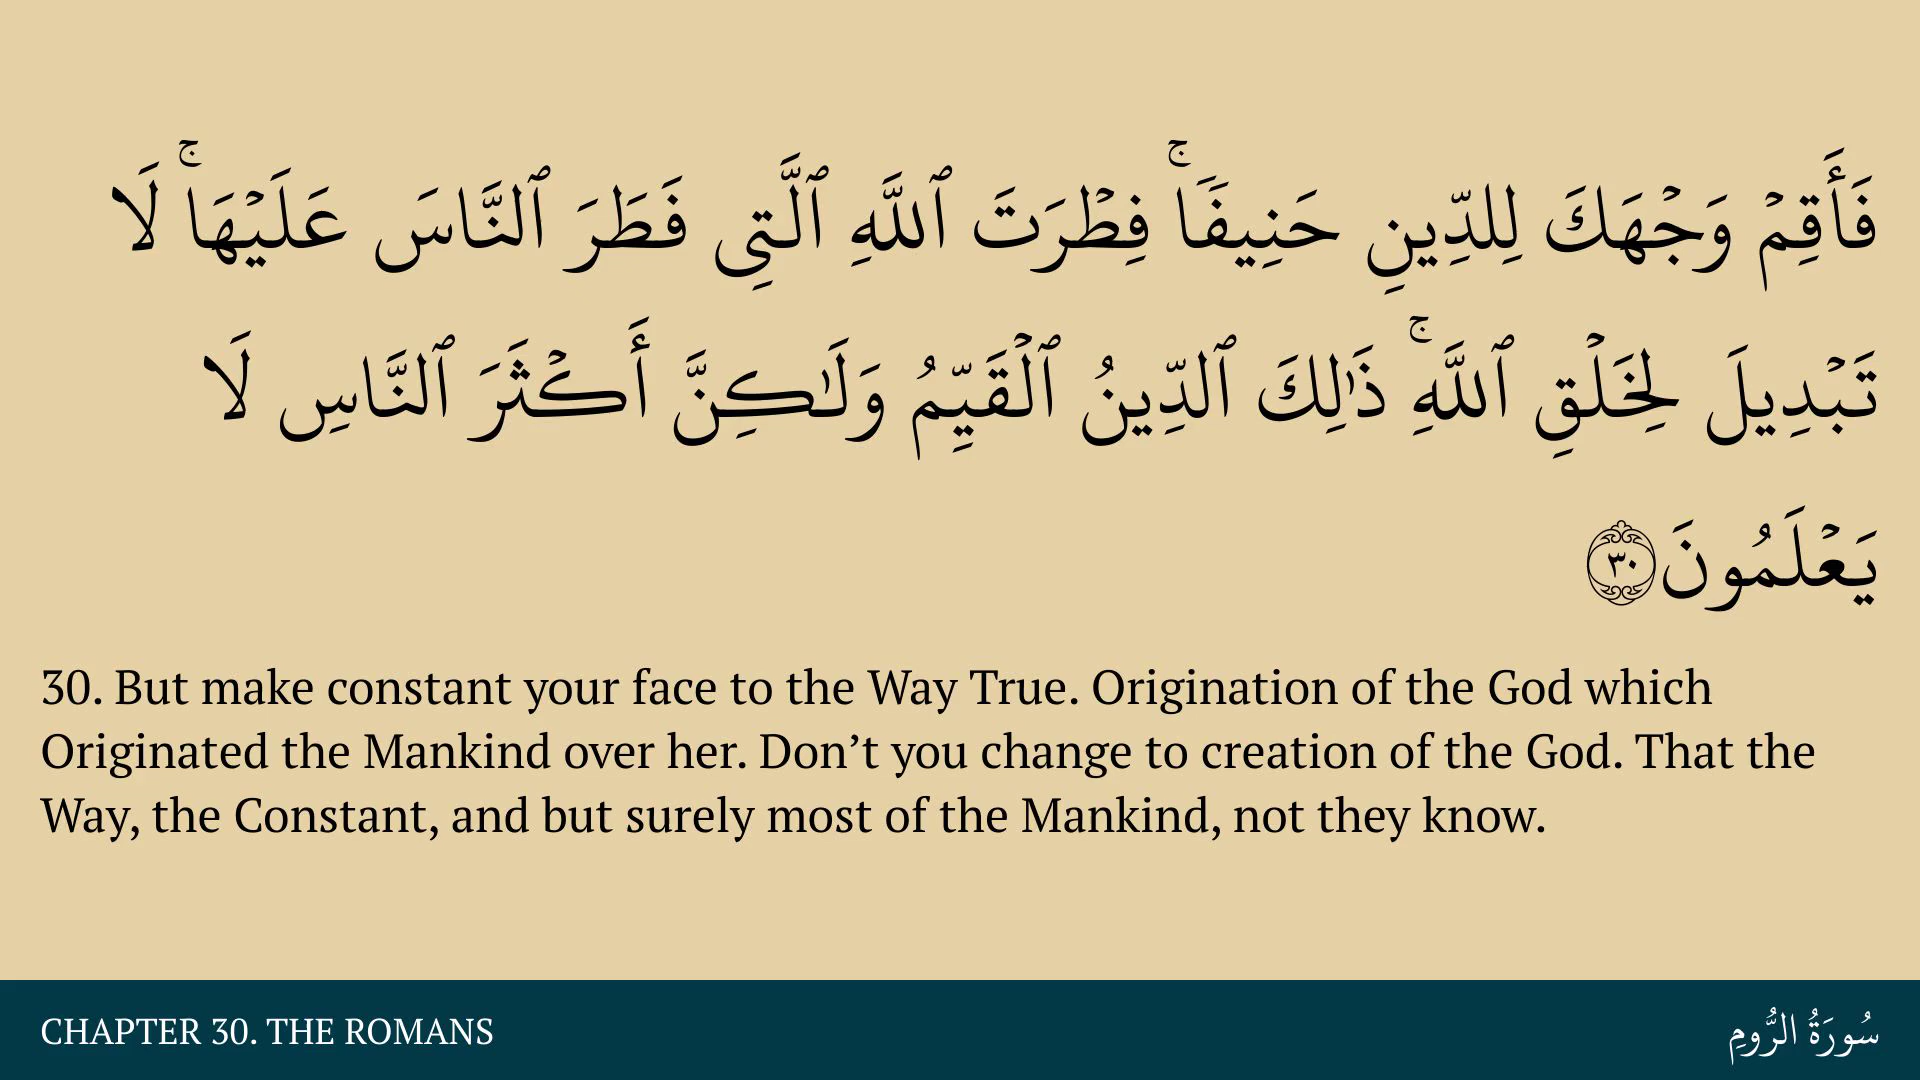 فَأَقِمۡ وَجۡهَكَ لِلدِّينِ حَنِيفٗاۚ فِطۡرَتَ ٱللَّهِ ٱلَّتِي فَطَرَ ٱلنَّاسَ عَلَيۡهَاۚ لَا
تَبۡدِيلَ لِخَلۡقِ ٱللَّهِۚ ذَٰلِكَ ٱلدِّينُ ٱلۡقَيِّمُ وَلَٰكِنَّ أَكۡثَرَ ٱلنَّاسِ لَا
يَعۡلَمُونَ ٣٠
30. But make constant your face to the Way True. Origination of the God which
Originated the Mankind over her. Don’t you change to creation of the God. That the
Way, the Constant, and but surely most of the Mankind, not they know.
CHAPTER 30. THE ROMANS
سُورَةُ الرُّومِ